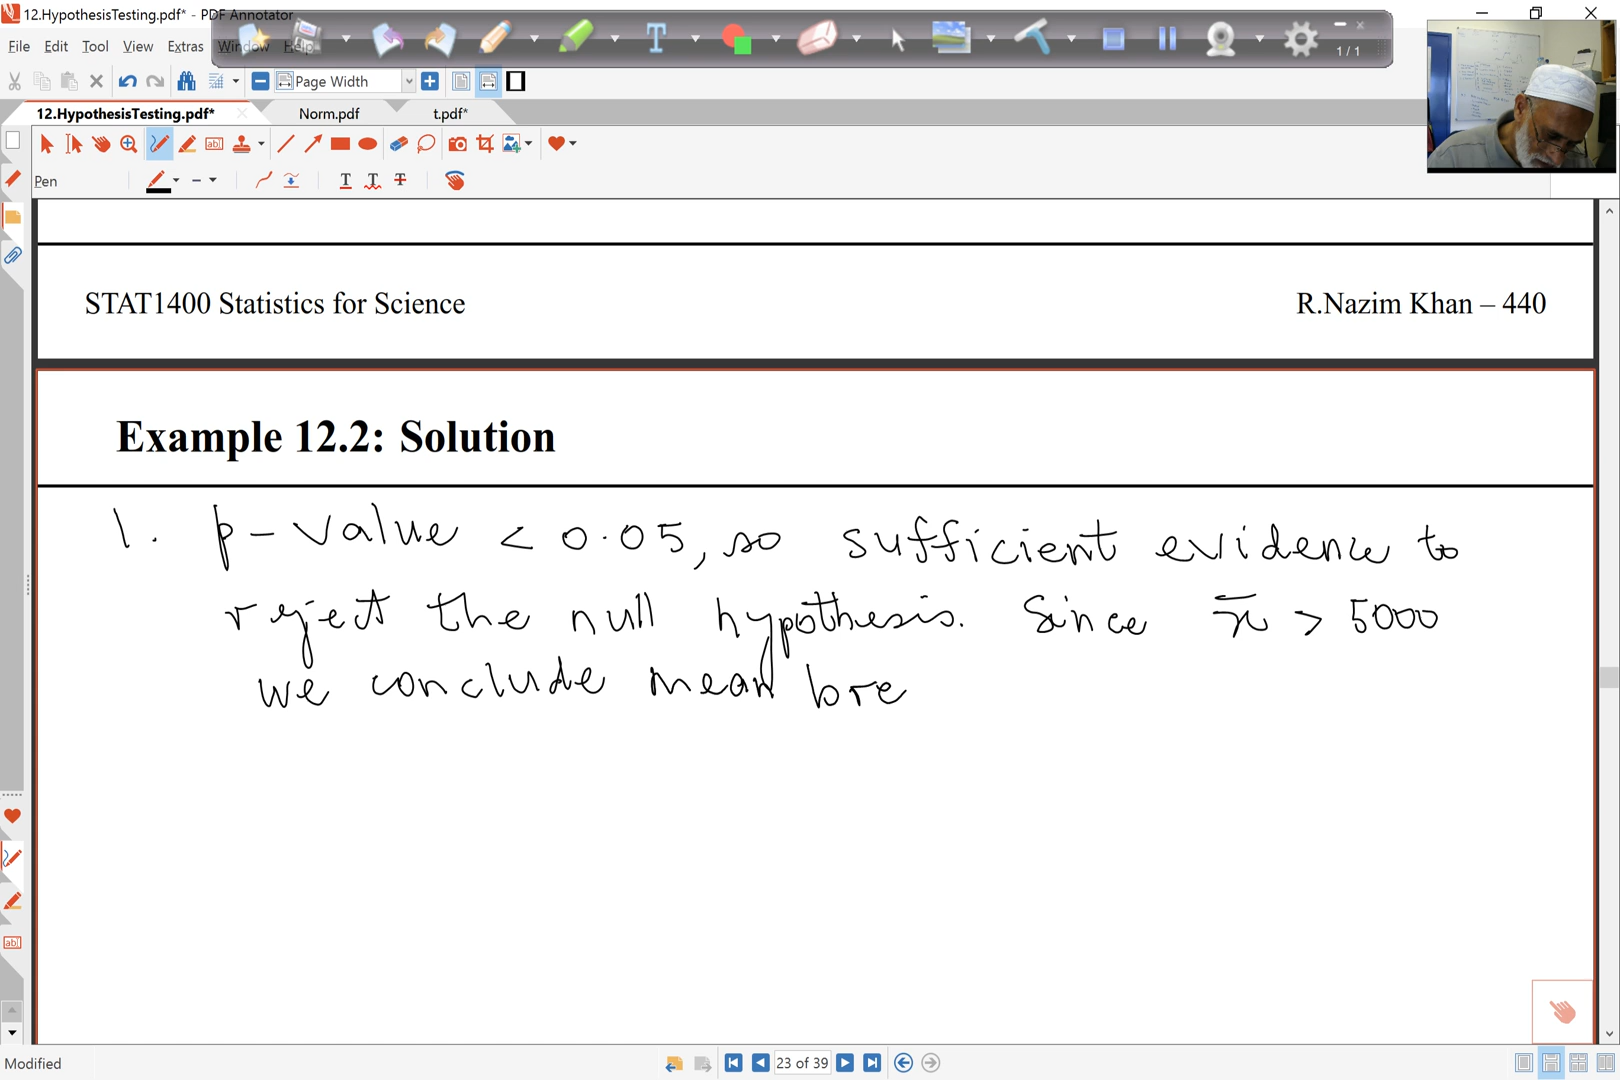 12.HypothesisTesting.pdf* - PDF Annotator
File Edit Tool View Extras Window Help
1 / 1
Page Width
12.HypothesisTesting.pdf* Norm.pdf t.pdf*
Pen
STAT1400 Statistics for Science R.Nazim Khan – 440
Example 12.2: Solution
1. p-value < 0.05, so sufficient evidence to
reject the null hypothesis. Since x̄ > 5000
we conclude mean bre
Modified 23 of 39